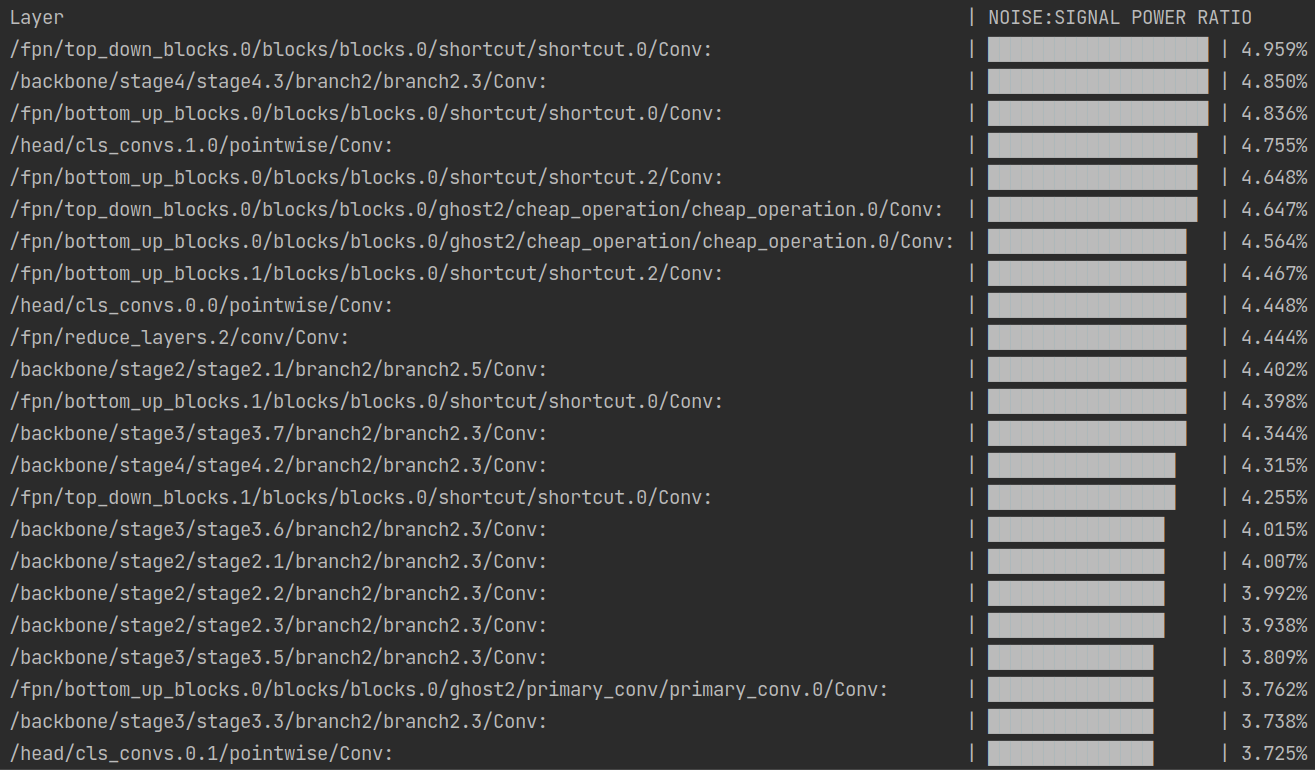 Layer | NOISE:SIGNAL POWER RATIO
/fpn/top_down_blocks.0/blocks/blocks.0/shortcut/shortcut.0/Conv: | | 4.959%
/backbone/stage4/stage4.3/branch2/branch2.3/Conv: | | 4.850%
/fpn/bottom_up_blocks.0/blocks/blocks.0/shortcut/shortcut.0/Conv: | | 4.836%
/head/cls_convs.1.0/pointwise/Conv: | | 4.755%
/fpn/bottom_up_blocks.0/blocks/blocks.0/shortcut/shortcut.2/Conv: | | 4.648%
/fpn/top_down_blocks.0/blocks/blocks.0/ghost2/cheap_operation/cheap_operation.0/Conv: | | 4.647%
/fpn/bottom_up_blocks.0/blocks/blocks.0/ghost2/cheap_operation/cheap_operation.0/Conv: | | 4.564%
/fpn/bottom_up_blocks.1/blocks/blocks.0/shortcut/shortcut.2/Conv: | | 4.467%
/head/cls_convs.0.0/pointwise/Conv: | | 4.448%
/fpn/reduce_layers.2/conv/Conv: | | 4.444%
/backbone/stage2/stage2.1/branch2/branch2.5/Conv: | | 4.402%
/fpn/bottom_up_blocks.1/blocks/blocks.0/shortcut/shortcut.0/Conv: | | 4.398%
/backbone/stage3/stage3.7/branch2/branch2.3/Conv: | | 4.344%
/backbone/stage4/stage4.2/branch2/branch2.3/Conv: | | 4.315%
/fpn/top_down_blocks.1/blocks/blocks.0/shortcut/shortcut.0/Conv: | | 4.255%
/backbone/stage3/stage3.6/branch2/branch2.3/Conv: | | 4.015%
/backbone/stage2/stage2.1/branch2/branch2.3/Conv: | | 4.007%
/backbone/stage2/stage2.2/branch2/branch2.3/Conv: | | 3.992%
/backbone/stage2/stage2.3/branch2/branch2.3/Conv: | | 3.938%
/backbone/stage3/stage3.5/branch2/branch2.3/Conv: | | 3.809%
/fpn/bottom_up_blocks.0/blocks/blocks.0/ghost2/primary_conv/primary_conv.0/Conv: | | 3.762%
/backbone/stage3/stage3.3/branch2/branch2.3/Conv: | | 3.738%
/head/cls_convs.0.1/pointwise/Conv: | | 3.725%